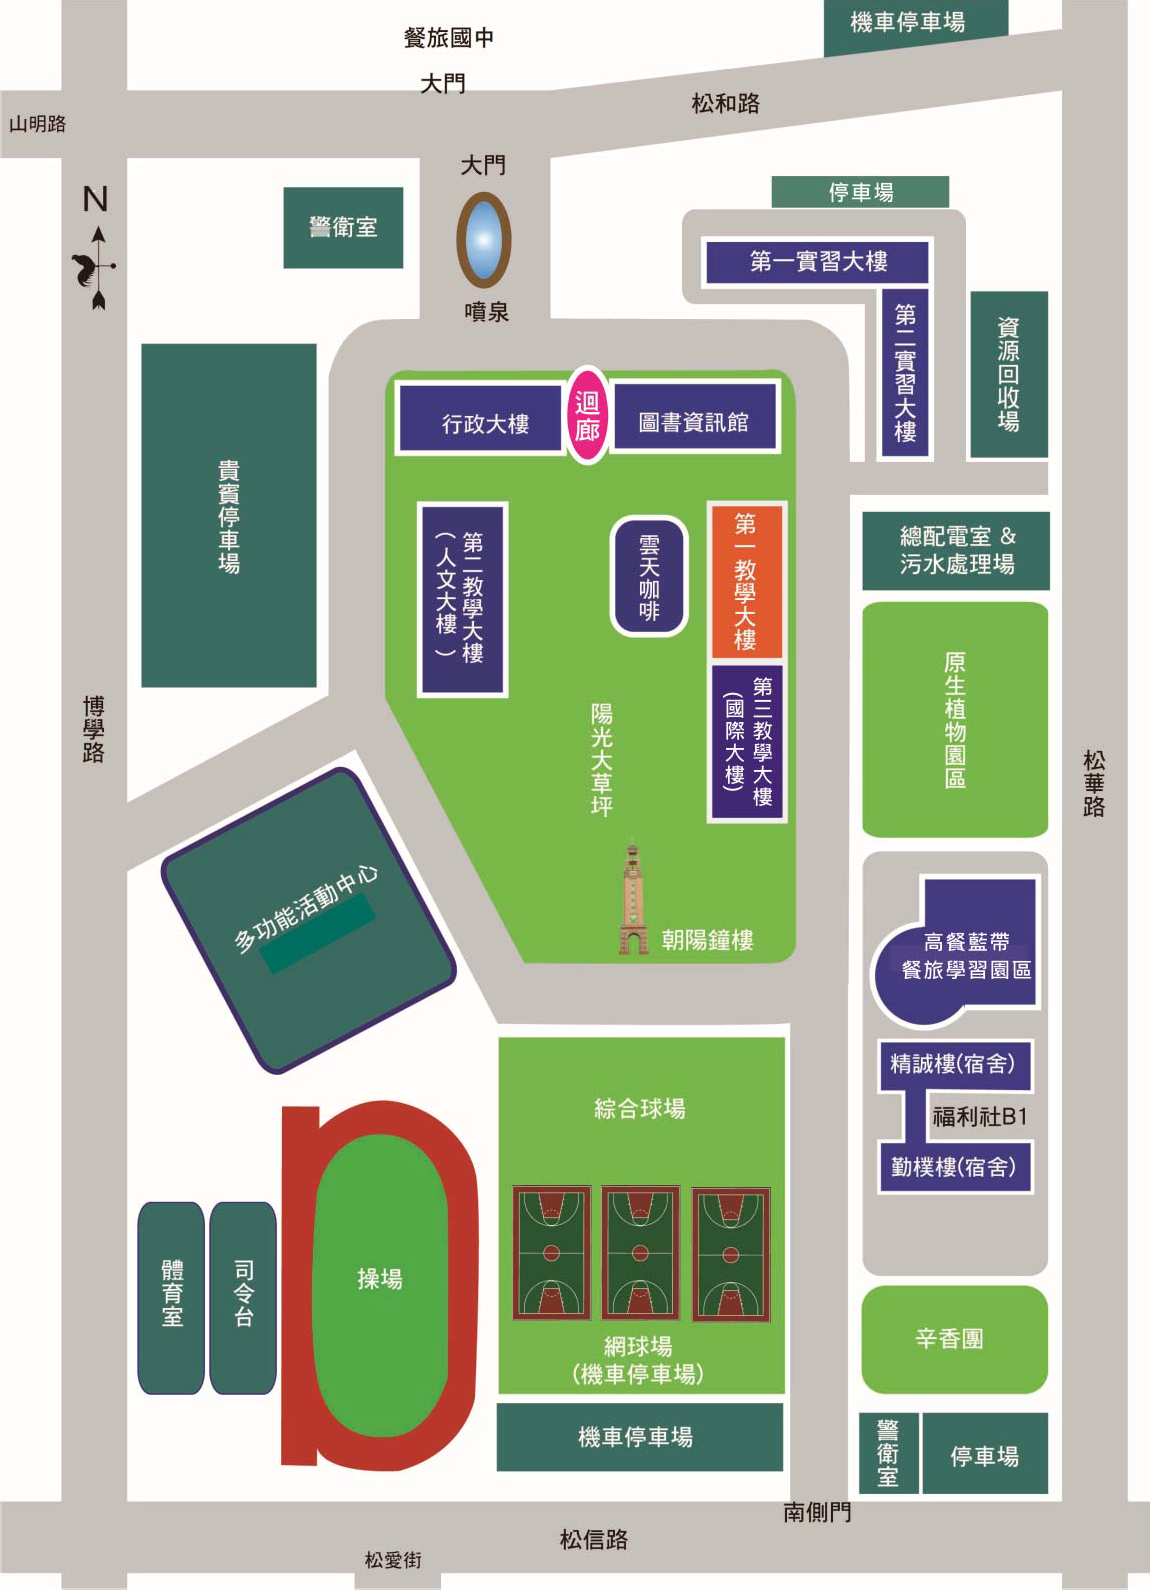 機車停車場
餐旅國中
大門
松和路
山明路
大門
停車場
N
警衛室
第一實習大樓
噴泉
第二實習大樓
資源回收場
迴廊
行政大樓
圖書資訊館
貴賓停車場
第二教學大樓
（人文大樓）
雲天咖啡
第一教學大樓
總配電室 &
污水處理場
原生植物園區
第三教學大樓
(國際大樓)
陽光大草坪
博學路
松華路
多功能活動中心
朝陽鐘樓
高餐藍帶
餐旅學習園區
精誠樓(宿舍)
福利社B1
勤樸樓(宿舍)
綜合球場
體育室
司令台
操場
網球場
(機車停車場)
辛香團
機車停車場
警衛室
停車場
南側門
松信路
松愛街